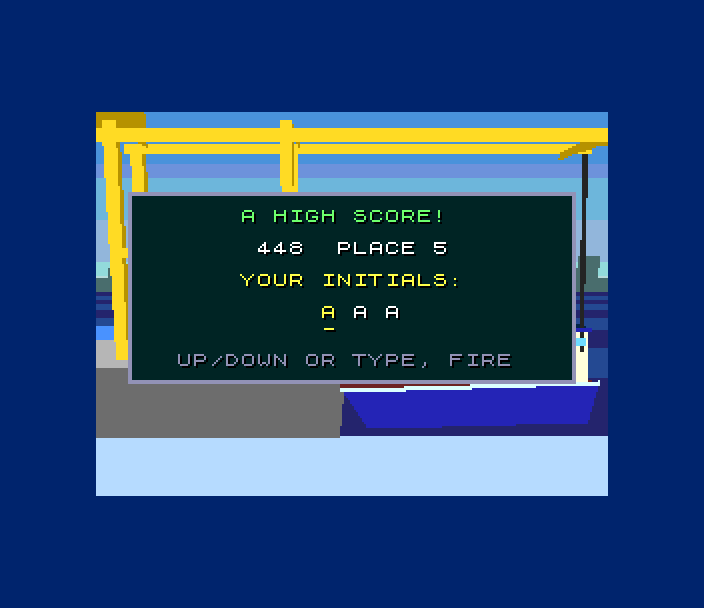 A HIGH SCORE!
448 PLACE 5
YOUR INITIALS:
A A A
UP/DOWN OR TYPE, FIRE